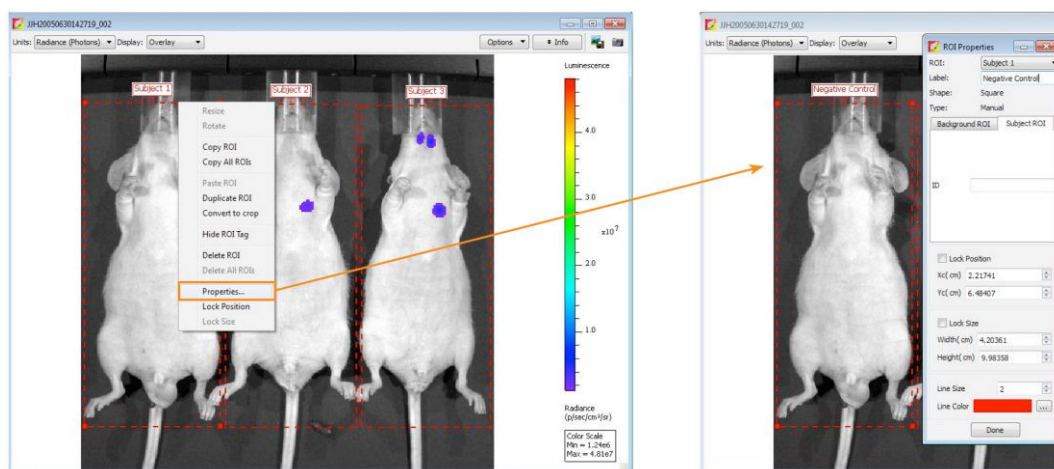 JJH20050630142719_002
Units: Radiance (Photons) Display: Overlay Options Info
Luminescence
Subject 1 Subject 2 Subject 3
Resize
Rotate
Copy ROI
Copy All ROIs
Paste ROI
Duplicate ROI
Convert to crop
Hide ROI Tag
Delete ROI
Delete All ROIs
Properties...
Lock Position
Lock Size
4.0
3.0
x10⁷
2.0
1.0
Radiance
(p/sec/cm²/sr)
Color Scale
Min = 1.24e6
Max = 4.81e7
JJH20050630142719_002
Units: Radiance (Photons) Display: Overlay
Negative Control
ROI Properties
ROI: Subject 1
Label: Negative Control
Shape: Square
Type: Manual
Background ROI Subject ROI
ID
Lock Position
Xc( cm) 2.21741
Yc( cm) 6.48407
Lock Size
Width( cm) 4.20361
Height( cm) 9.98358
Line Size 2
Line Color ...
Done